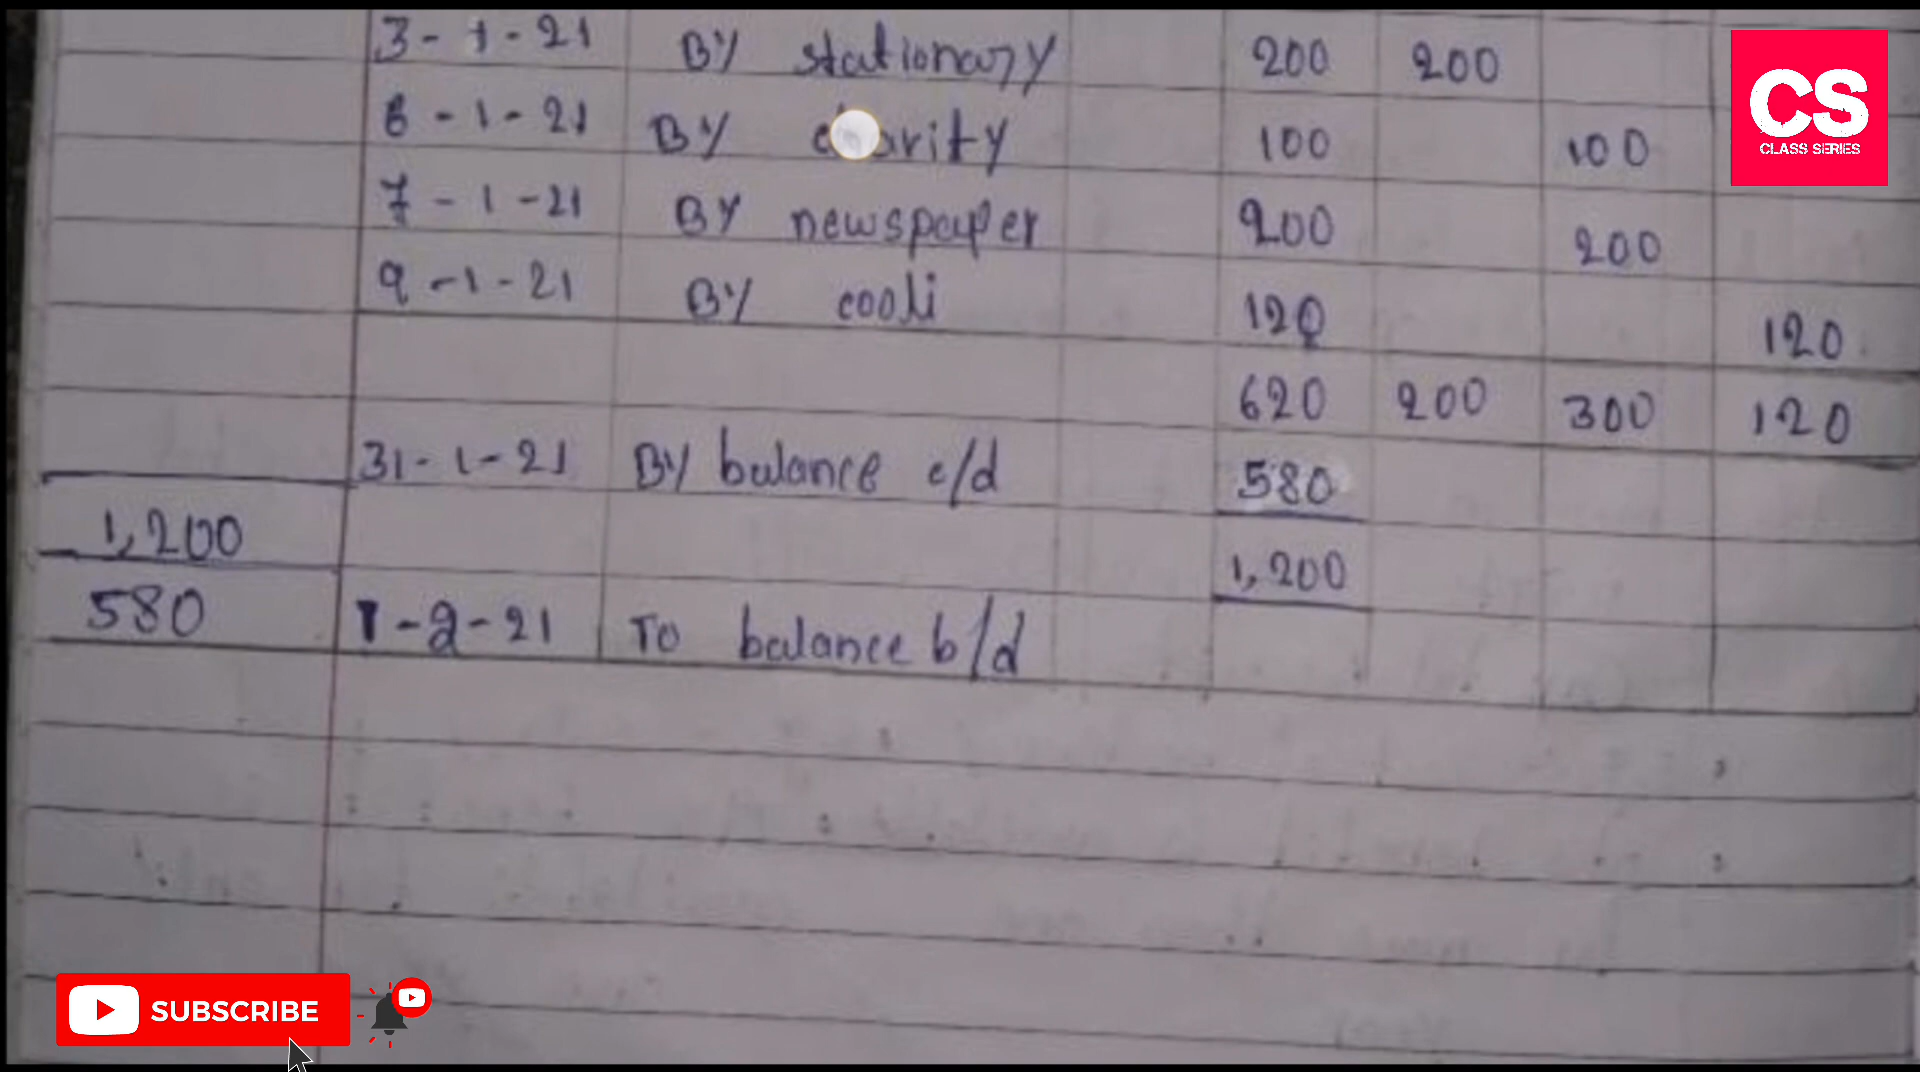 3-1-21 By stationary 200 200
6-1-21 By charity 100 100
7-1-21 By newspaper 200 200
9-1-21 By cooli 120 120
620 200 300 120
31-1-21 By balance c/d 580
1,200 1,200
580 1-2-21 To balance b/d
CS
CLASS SERIES
SUBSCRIBE